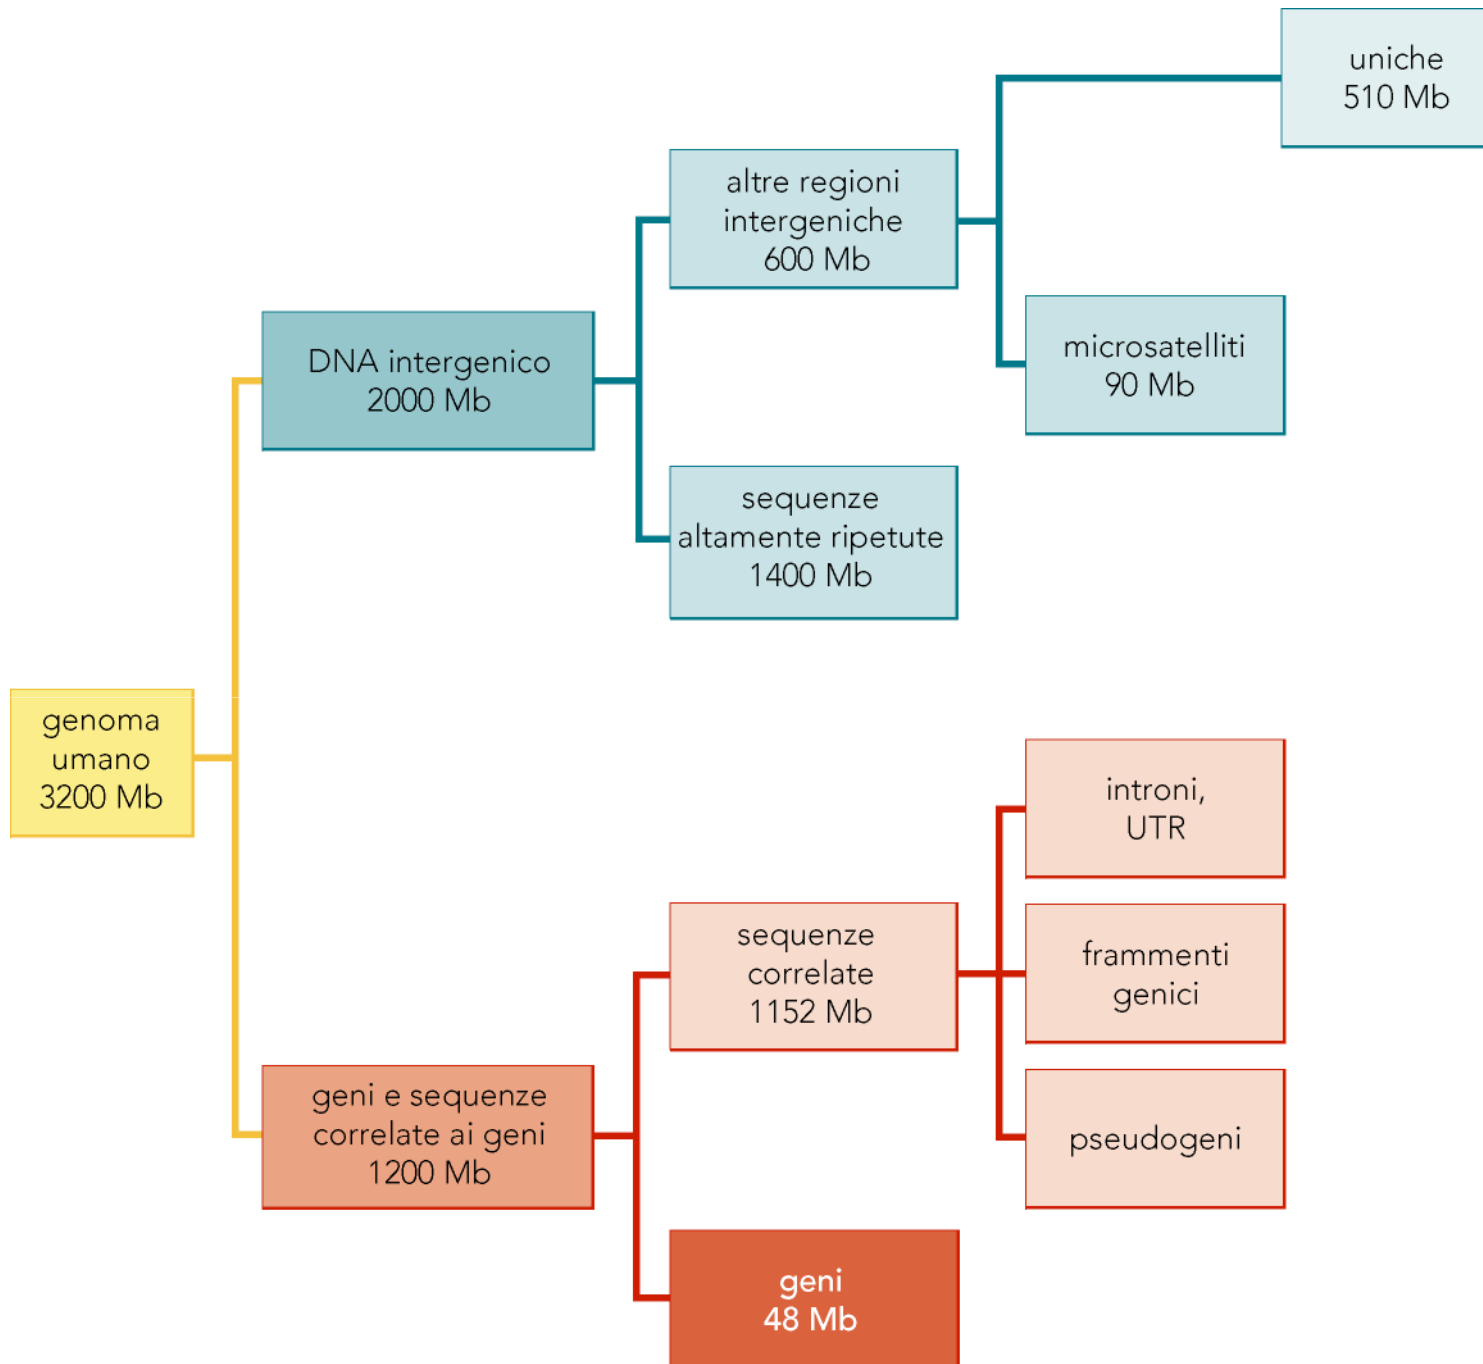 uniche
510 Mb
altre regioni
intergeniche
600 Mb
microsatelliti
90 Mb
DNA intergenico
2000 Mb
sequenze
altamente ripetute
1400 Mb
genoma
umano
3200 Mb
introni,
UTR
sequenze
correlate
1152 Mb
frammenti
genici
geni e sequenze
correlate ai geni
1200 Mb
pseudogeni
geni
48 Mb